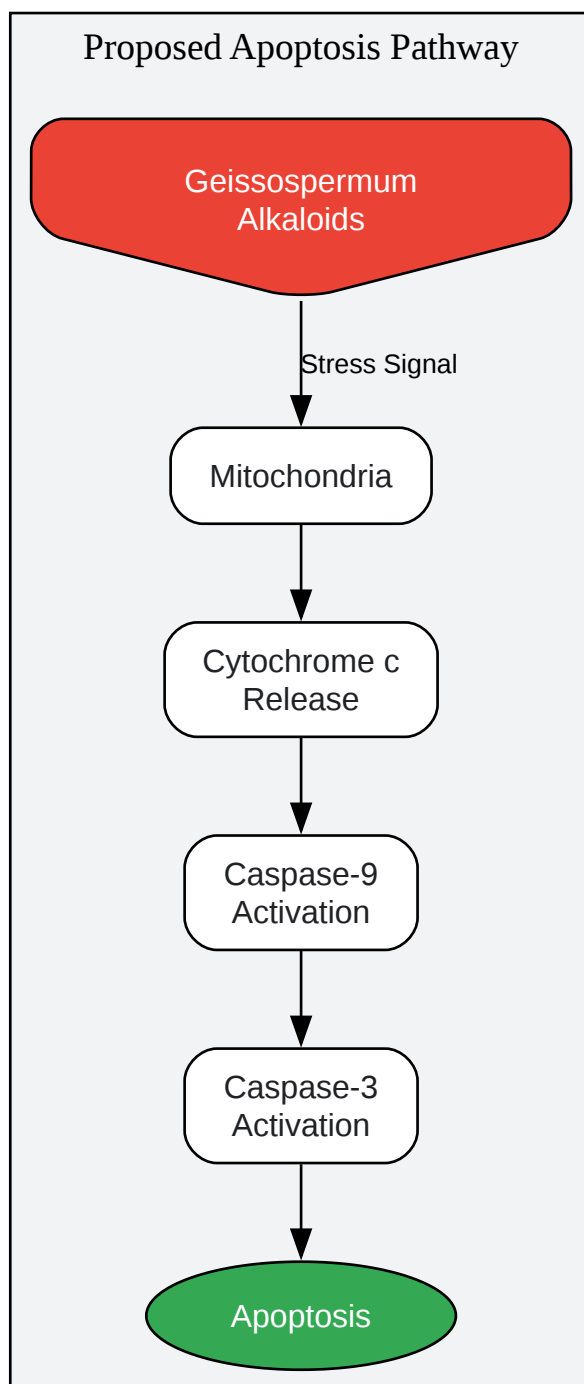 Proposed Apoptosis Pathway
Geissospermum
Alkaloids
Stress Signal
Mitochondria
Cytochrome c
Release
Caspase-9
Activation
Caspase-3
Activation
Apoptosis